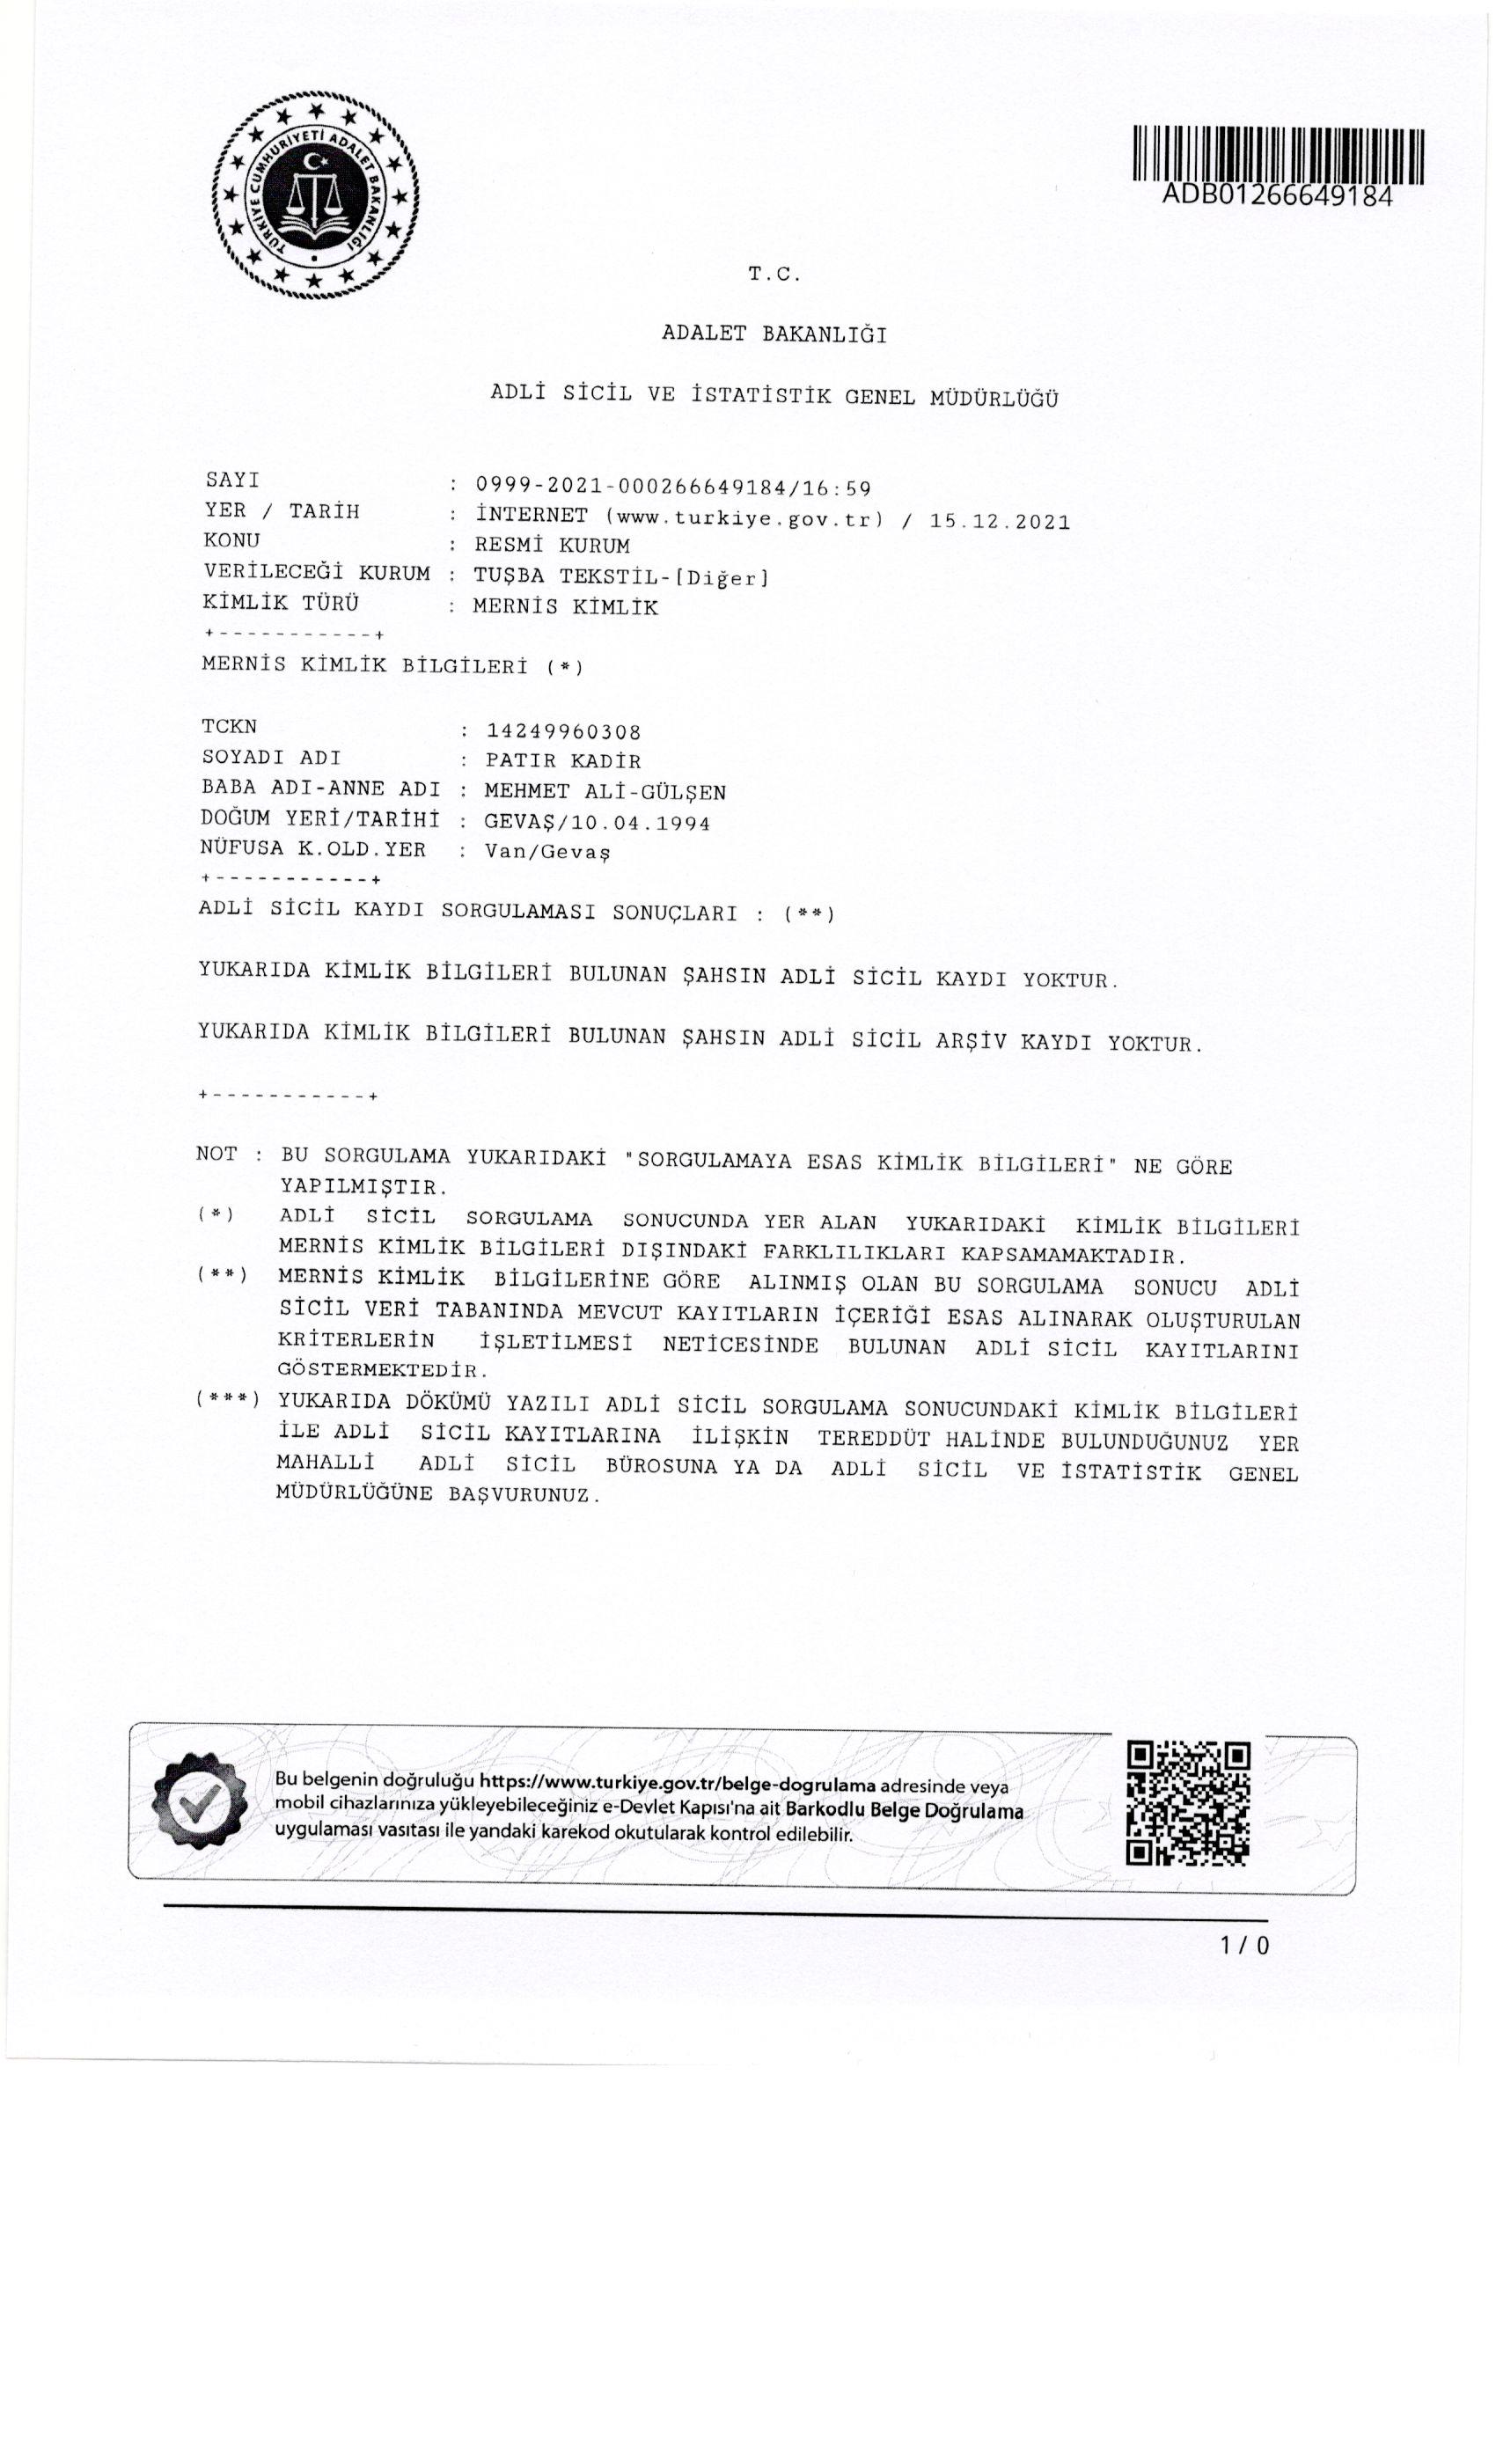 TÜRKİYE CUMHURİYETİ ADALET BAKANLIĞI
ADB01266649184
T.C.
ADALET BAKANLIĞI
ADLİ SİCİL VE İSTATİSTİK GENEL MÜDÜRLÜĞÜ
SAYI : 0999-2021-000266649184/16:59
YER / TARİH : İNTERNET (www.turkiye.gov.tr) / 15.12.2021
KONU : RESMİ KURUM
VERİLECEĞİ KURUM : TUŞBA TEKSTİL-[Diğer]
KİMLİK TÜRÜ : MERNİS KİMLİK
+-----------+
MERNİS KİMLİK BİLGİLERİ (*)
TCKN : 14249960308
SOYADI ADI : PATIR KADİR
BABA ADI-ANNE ADI : MEHMET ALİ-GÜLŞEN
DOĞUM YERİ/TARİHİ : GEVAŞ/10.04.1994
NÜFUSA K.OLD.YER : Van/Gevaş
+-----------+
ADLİ SİCİL KAYDI SORGULAMASI SONUÇLARI : (**)
YUKARIDA KİMLİK BİLGİLERİ BULUNAN ŞAHSIN ADLİ SİCİL KAYDI YOKTUR.
YUKARIDA KİMLİK BİLGİLERİ BULUNAN ŞAHSIN ADLİ SİCİL ARŞİV KAYDI YOKTUR.
+-----------+
NOT : BU SORGULAMA YUKARIDAKİ "SORGULAMAYA ESAS KİMLİK BİLGİLERİ" NE GÖRE
YAPILMIŞTIR.
(*) ADLİ SİCİL SORGULAMA SONUCUNDA YER ALAN YUKARIDAKİ KİMLİK BİLGİLERİ
MERNİS KİMLİK BİLGİLERİ DIŞINDAKİ FARKLILIKLARI KAPSAMAMAKTADIR.
(**) MERNİS KİMLİK BİLGİLERİNE GÖRE ALINMIŞ OLAN BU SORGULAMA SONUCU ADLİ
SİCİL VERİ TABANINDA MEVCUT KAYITLARIN İÇERİĞİ ESAS ALINARAK OLUŞTURULAN
KRİTERLERİN İŞLETİLMESİ NETİCESİNDE BULUNAN ADLİ SİCİL KAYITLARINI
GÖSTERMEKTEDİR.
(***) YUKARIDA DÖKÜMÜ YAZILI ADLİ SİCİL SORGULAMA SONUCUNDAKİ KİMLİK BİLGİLERİ
İLE ADLİ SİCİL KAYITLARINA İLİŞKİN TEREDDÜT HALİNDE BULUNDUĞUNUZ YER
MAHALLİ ADLİ SİCİL BÜROSUNA YA DA ADLİ SİCİL VE İSTATİSTİK GENEL
MÜDÜRLÜĞÜNE BAŞVURUNUZ.
Bu belgenin doğruluğu https://www.turkiye.gov.tr/belge-dogrulama adresinde veya
mobil cihazlarınıza yükleyebileceğiniz e-Devlet Kapısı'na ait Barkodlu Belge Doğrulama
uygulaması vasıtası ile yandaki karekod okutularak kontrol edilebilir.
1 / 0